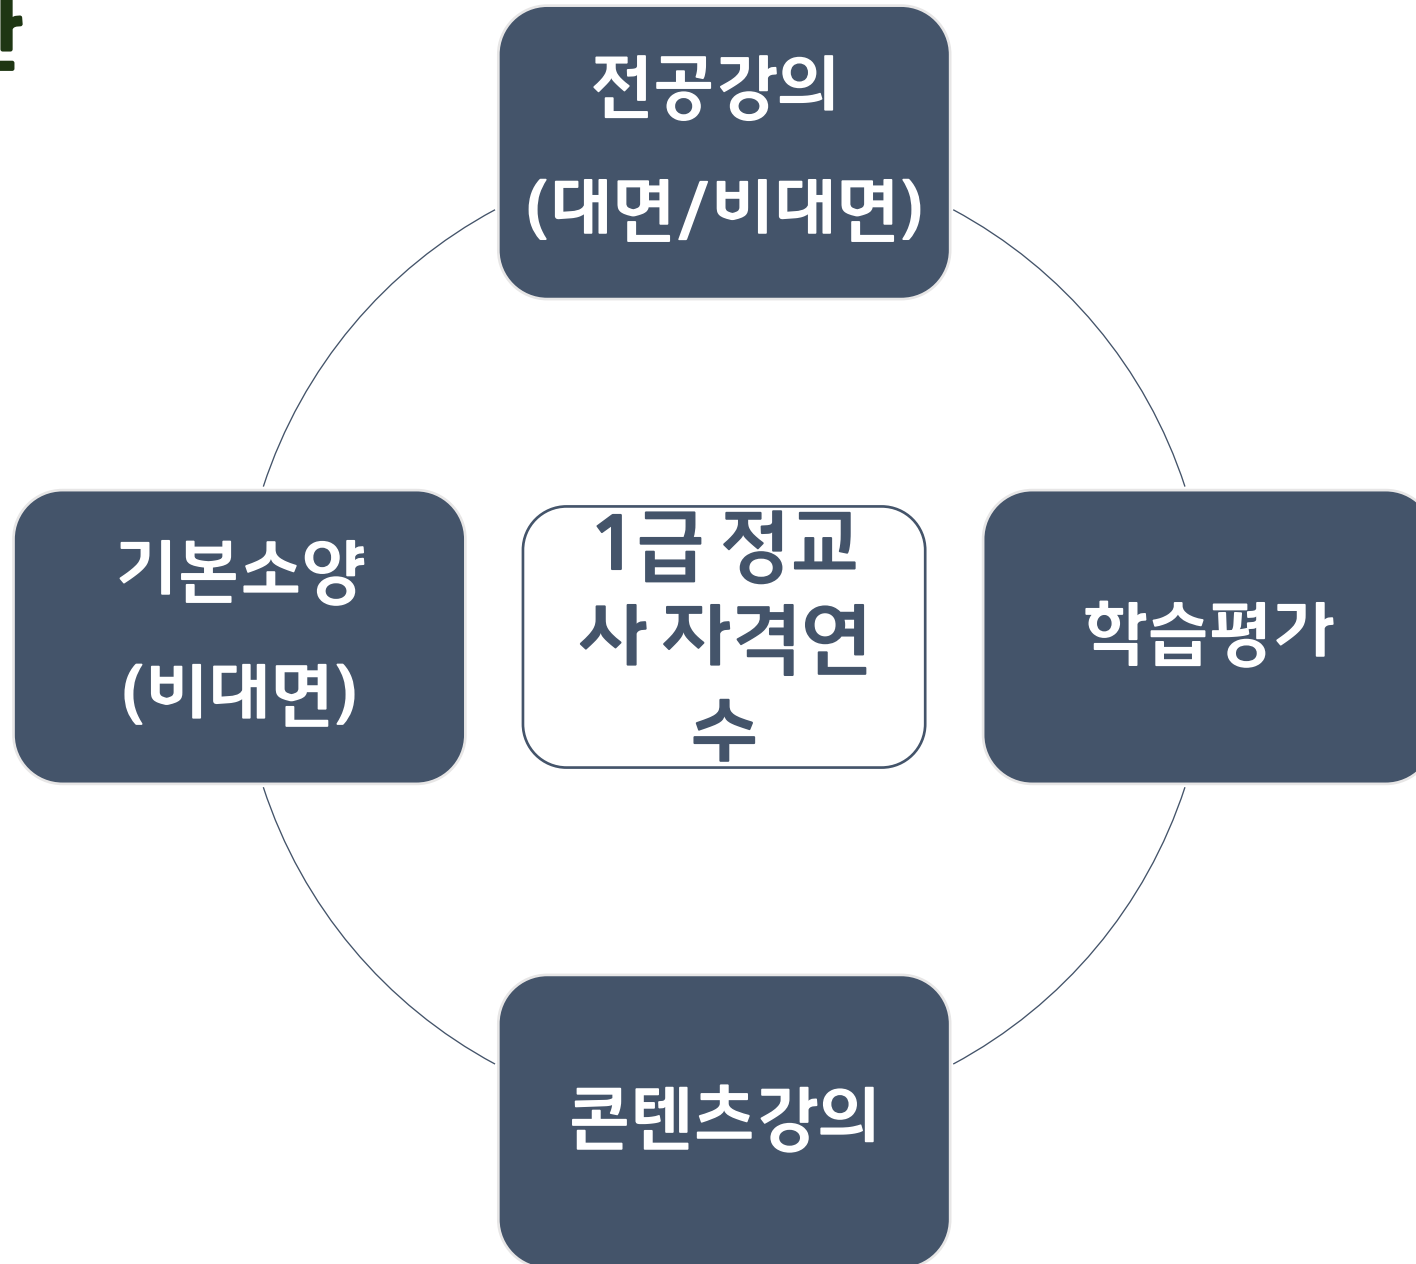 전공강의
(대면/비대면)
기본소양
(비대면)
1급 정교
사 자격연
수
학습평가
콘텐츠강의